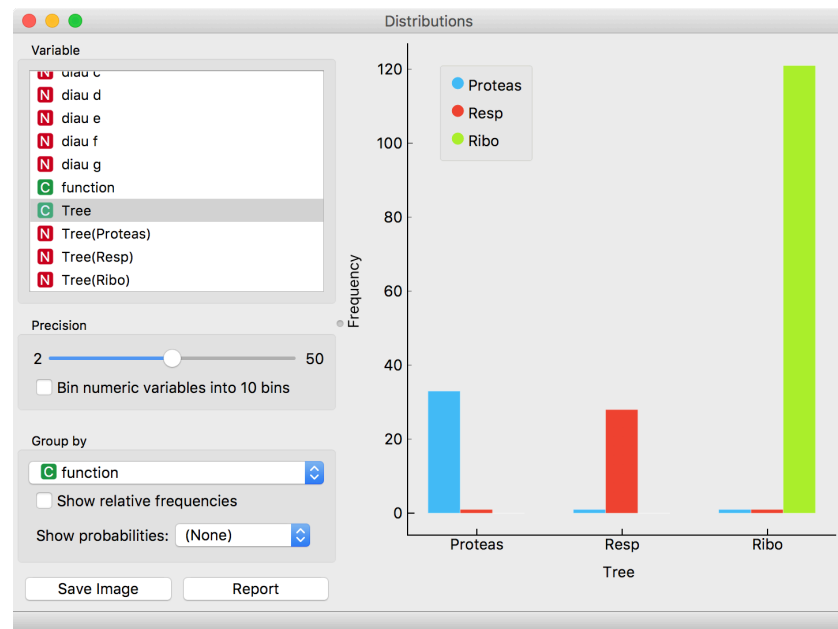 Distributions
Variable
diau c
N diau d
N diau e
N diau f
N diau g
C function
C Tree
N Tree(Proteas)
N Tree(Resp)
N Tree(Ribo)
Precision
2 50
Bin numeric variables into 10 bins
Group by
C function
Show relative frequencies
Show probabilities: (None)
Save Image Report
Proteas
Resp
Ribo
120
100
80
60
40
20
0
Frequency
Proteas Resp Ribo
Tree